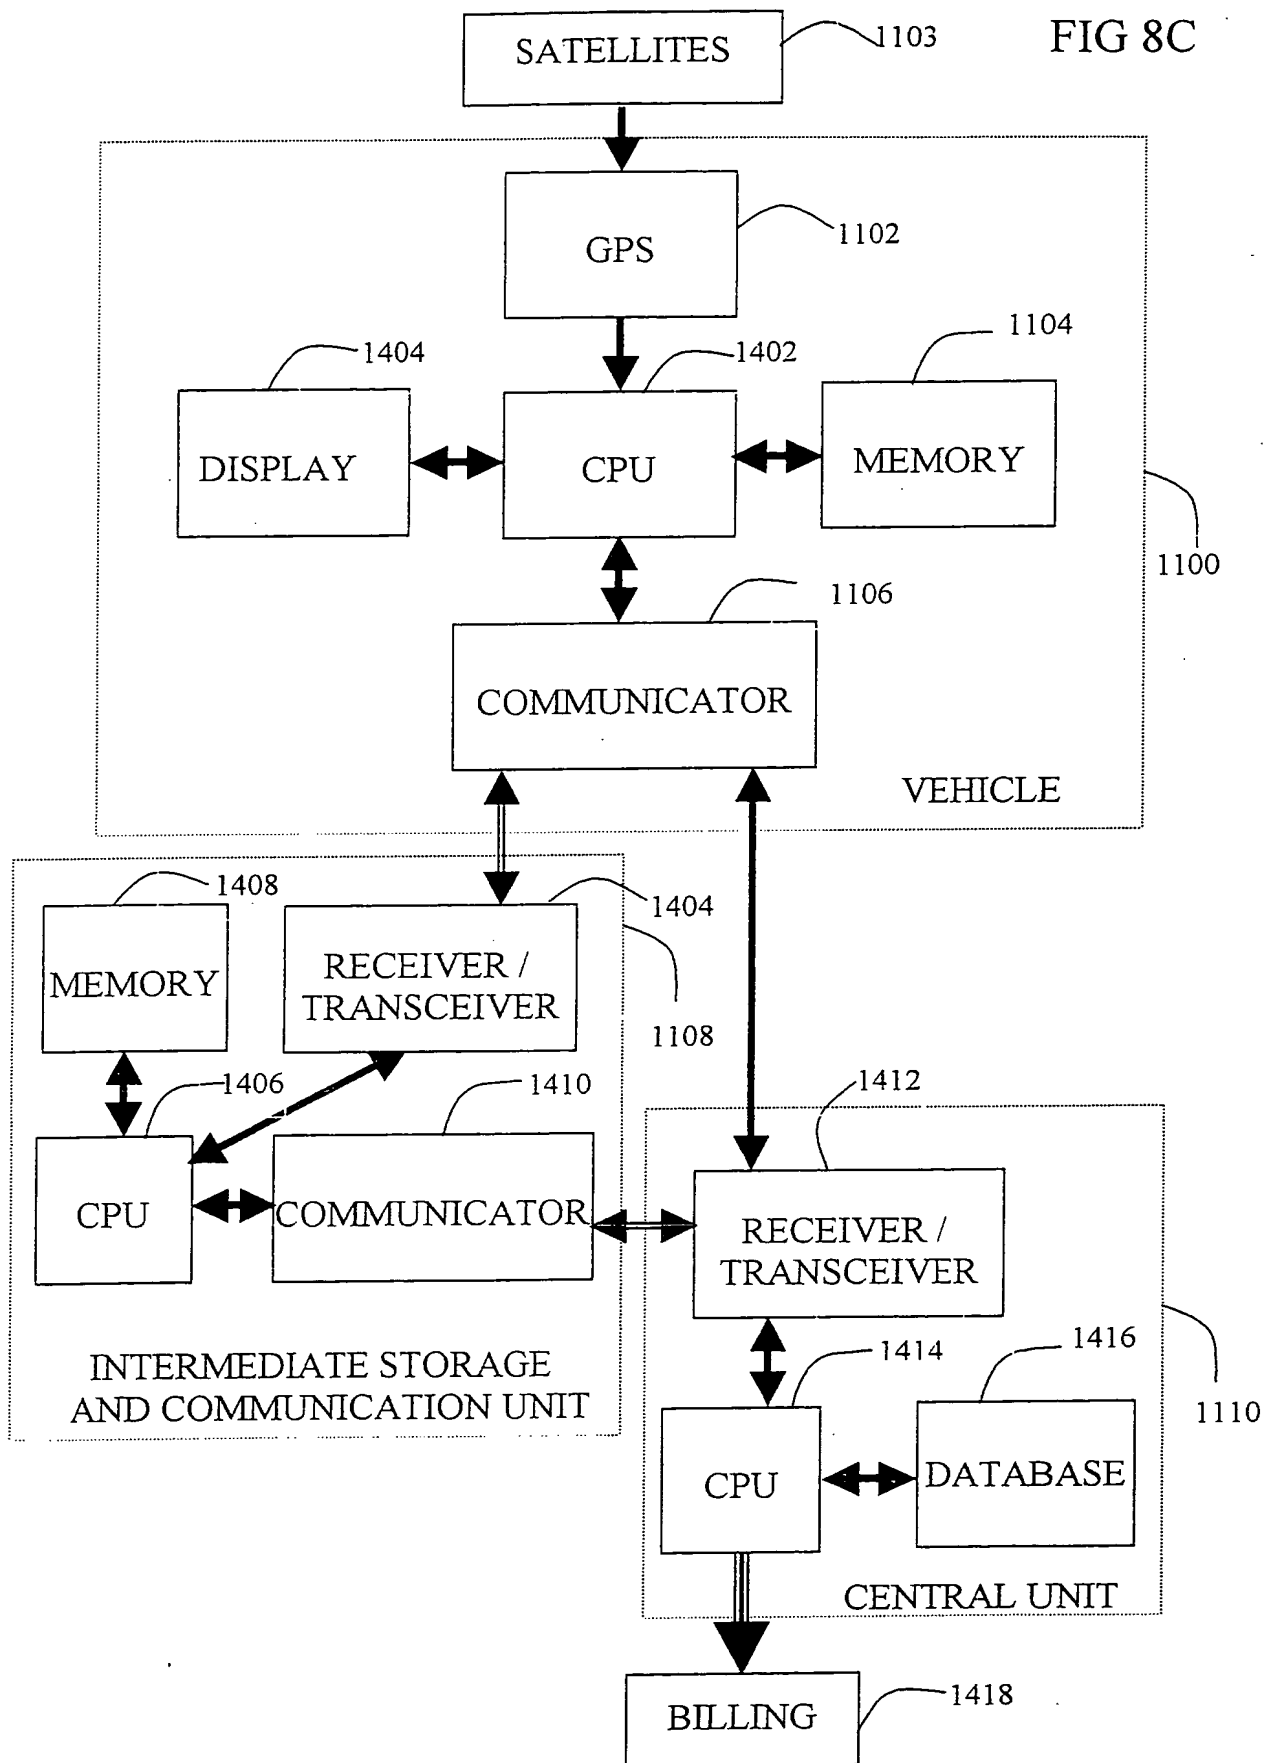 SATELLITES
1103
FIG 8C
GPS
1102
1404
1402
1104
DISPLAY
CPU
MEMORY
1100
1106
COMMUNICATOR
VEHICLE
1408
1404
MEMORY
RECEIVER /
TRANSCEIVER
1108
1406
1410
1412
CPU
COMMUNICATOR
RECEIVER /
TRANSCEIVER
INTERMEDIATE STORAGE
AND COMMUNICATION UNIT
1414
1416
1110
CPU
DATABASE
CENTRAL UNIT
BILLING
1418